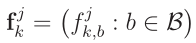 $\mathbf{f}_k^j = \left( f_{k,b}^j : b \in \mathcal{B} \right)$